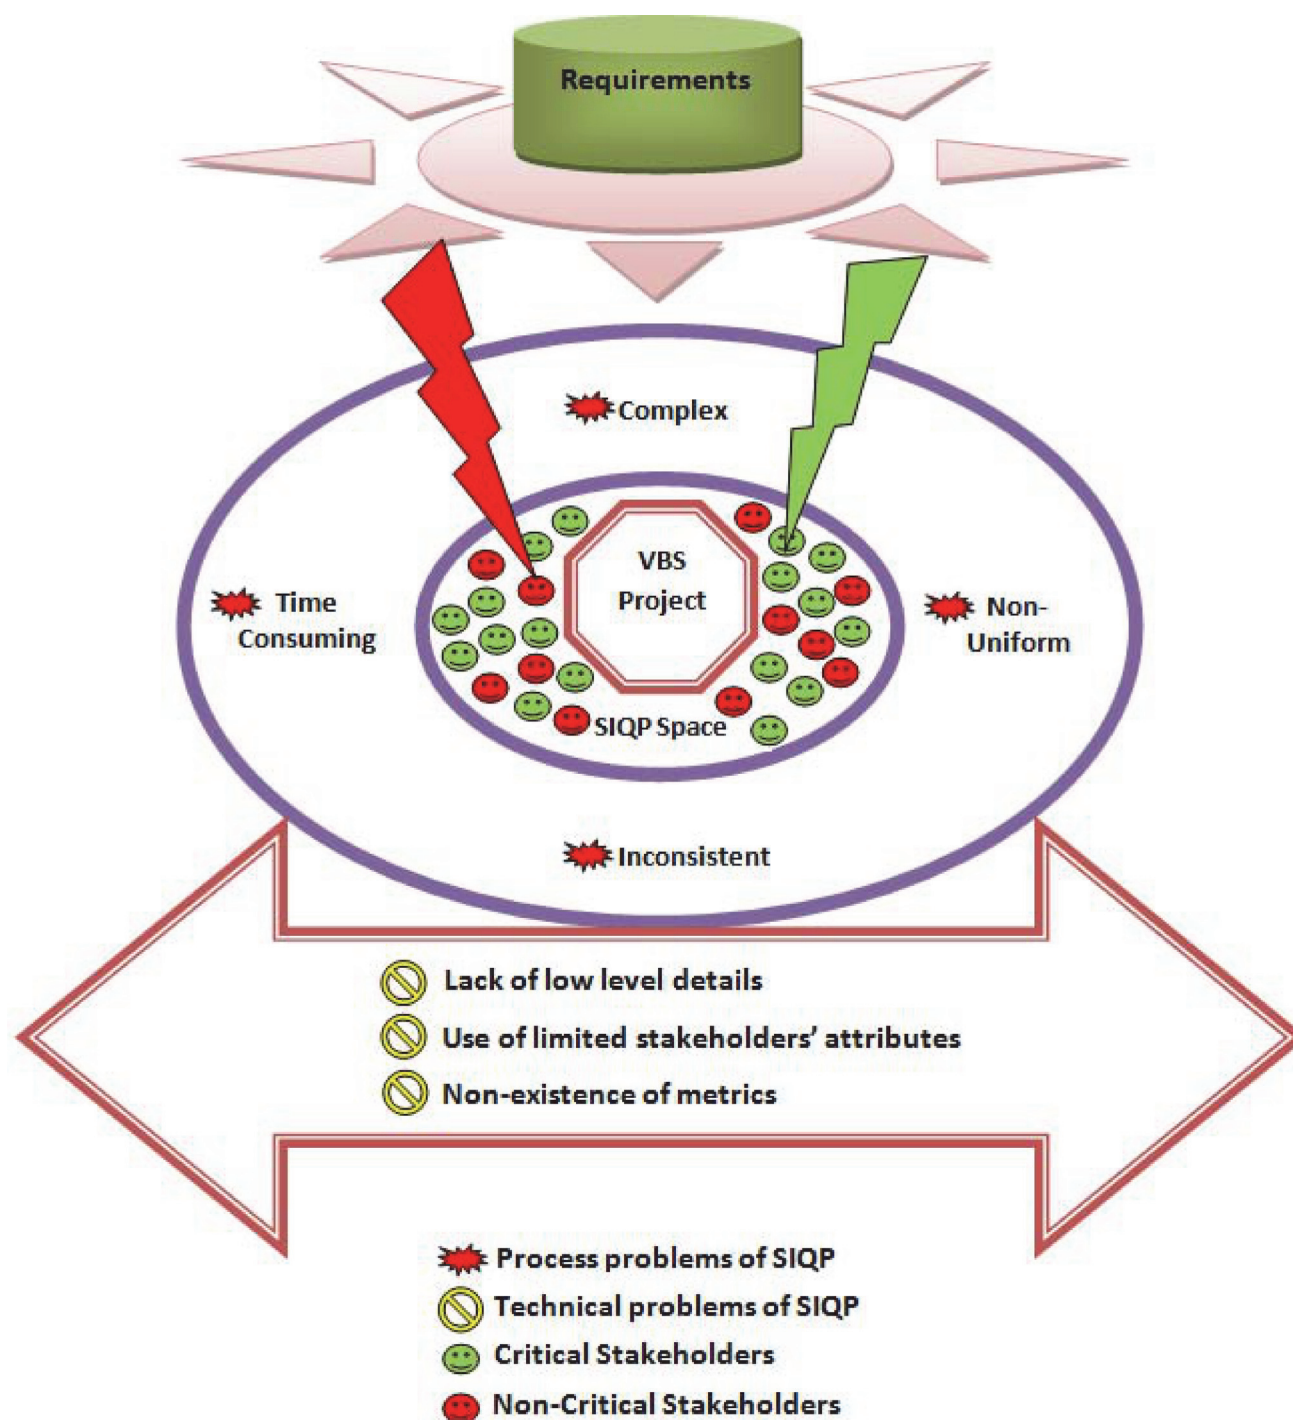 Requirements
Complex
VBS
Project
Time
Consuming
Non-
Uniform
SIQP Space
Inconsistent
Lack of low level details
Use of limited stakeholders’ attributes
Non-existence of metrics
Process problems of SIQP
Technical problems of SIQP
Critical Stakeholders
Non-Critical Stakeholders